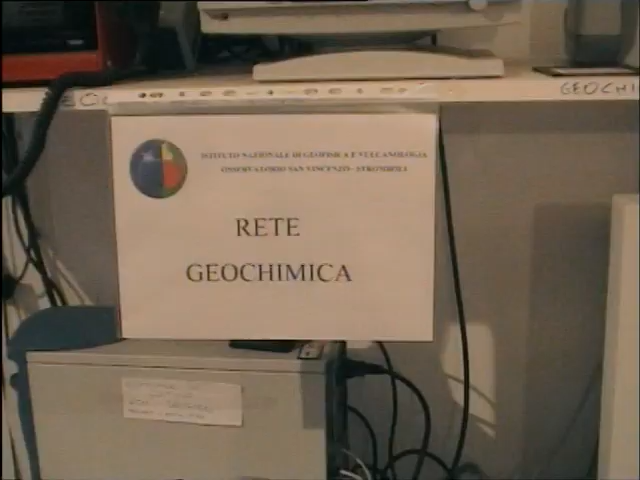 GEOCHI
ISTITUTO NAZIONALE DI GEOFISICA E VULCANOLOGIA
OSSERVATORIO SAN VINCENZO - STROMBOLI
RETE
GEOCHIMICA